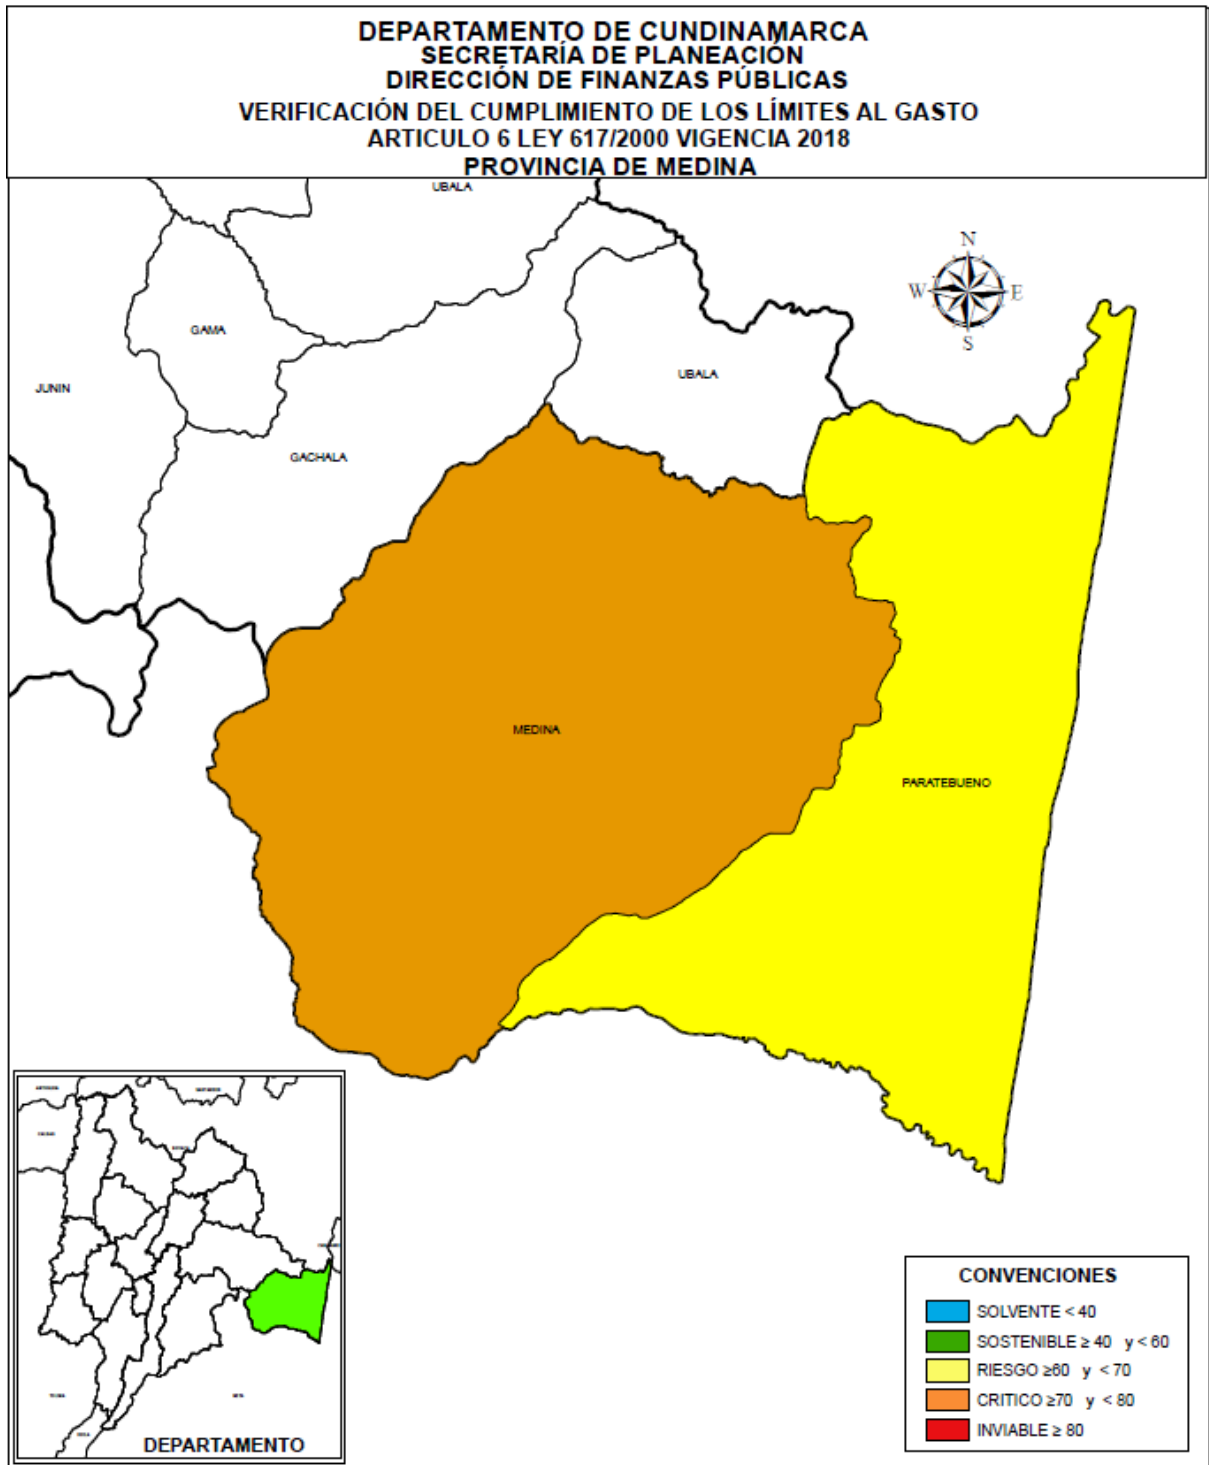 DEPARTAMENTO DE CUNDINAMARCA
SECRETARÍA DE PLANEACIÓN
DIRECCIÓN DE FINANZAS PÚBLICAS
VERIFICACIÓN DEL CUMPLIMIENTO DE LOS LÍMITES AL GASTO
ARTICULO 6 LEY 617/2000 VIGENCIA 2018
PROVINCIA DE MEDINA
UBALA
N
W
E
S
GAMA
UBALA
JUNIN
GACHALA
MEDINA
PARATEBUENO
DEPARTAMENTO
CONVENCIONES
SOLVENTE < 40
SOSTENIBLE ≥ 40 y < 60
RIESGO ≥60 y < 70
CRITICO ≥70 y < 80
INVIABLE ≥ 80